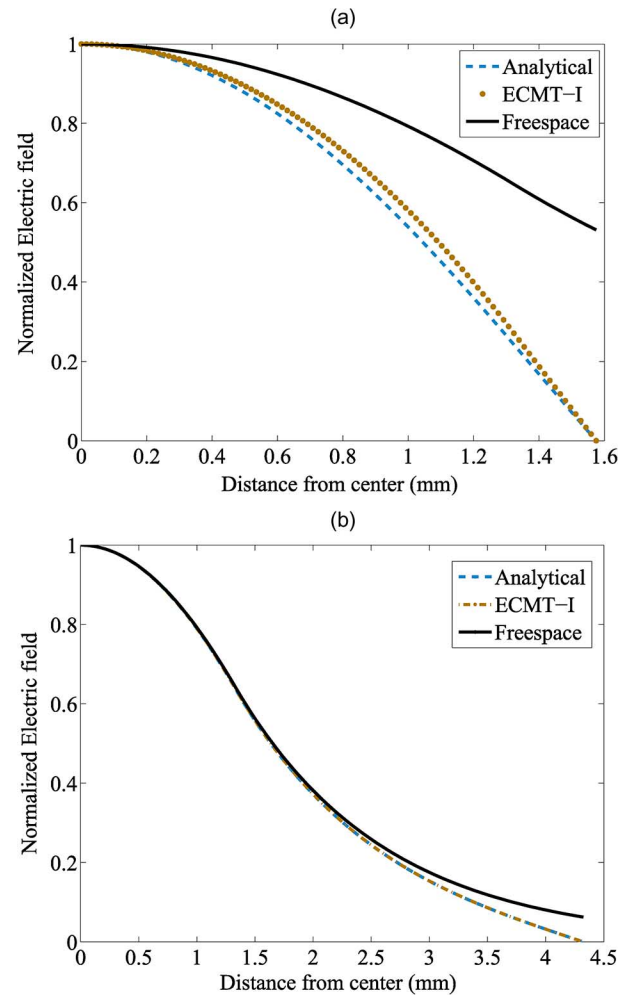 (a)
1
0.8
0.6
0.4
0.2
0
Normalized Electric field
Analytical
ECMT−I
Freespace
0 0.2 0.4 0.6 0.8 1 1.2 1.4 1.6
Distance from center (mm)
(b)
1
0.8
0.6
0.4
0.2
0
Normalized Electric field
Analytical
ECMT−I
Freespace
0 0.5 1 1.5 2 2.5 3 3.5 4 4.5
Distance from center (mm)